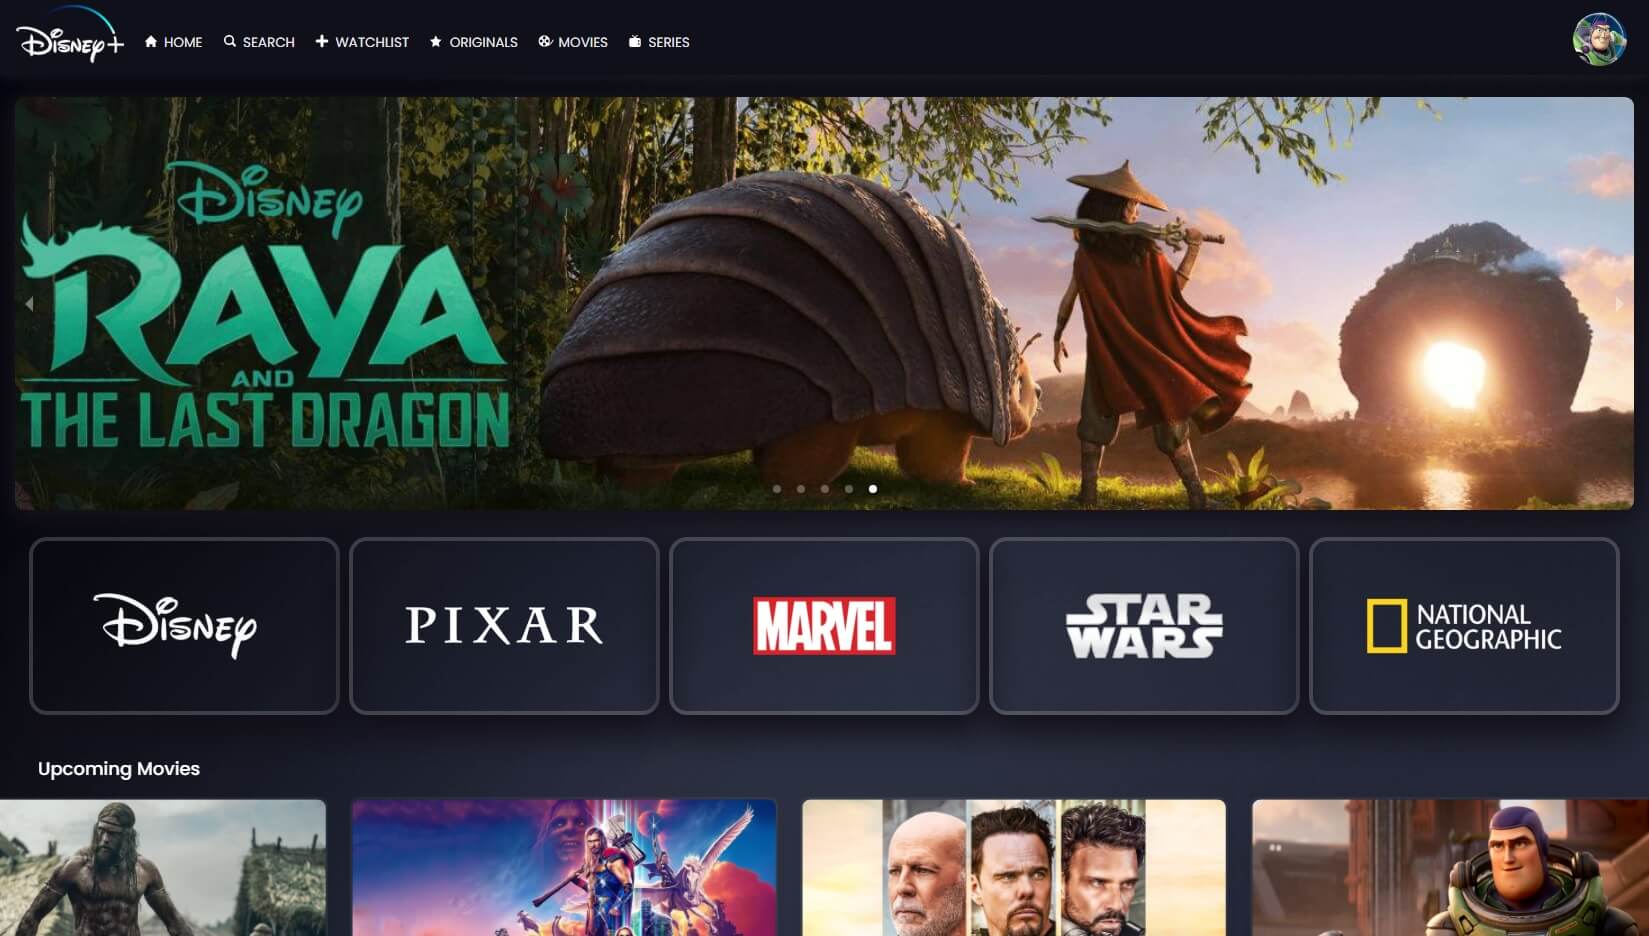 Disney+
HOME
SEARCH
WATCHLIST
ORIGINALS
MOVIES
SERIES
Disney
RAYA
AND
THE LAST DRAGON
Disney
PIXAR
MARVEL
STAR
WARS
NATIONAL
GEOGRAPHIC
Upcoming Movies